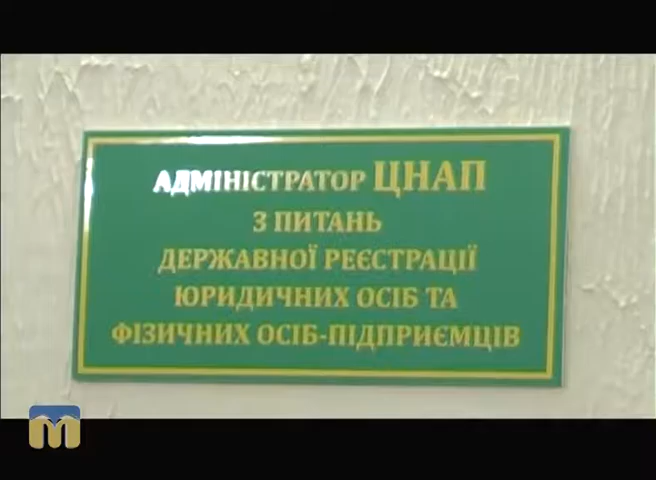 АДМІНІСТРАТОР ЦНАП
З ПИТАНЬ
ДЕРЖАВНОЇ РЕЄСТРАЦІЇ
ЮРИДИЧНИХ ОСІБ ТА
ФІЗИЧНИХ ОСІБ-ПІДПРИЄМЦІВ